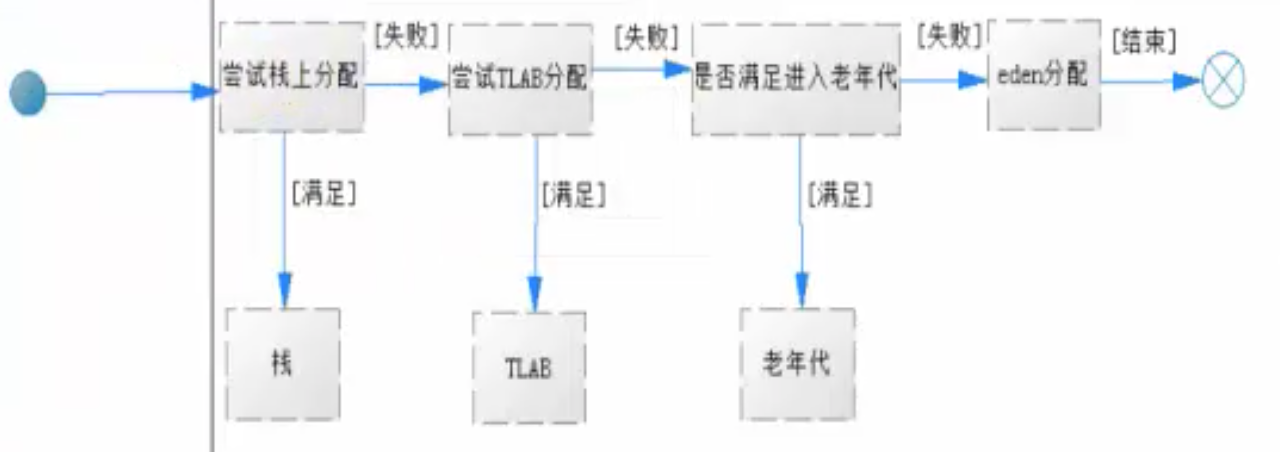 [失败]
[失败]
[失败]
[结束]
尝试栈上分配
尝试TLAB分配
是否满足进入老年代
eden分配
[满足]
[满足]
[满足]
栈
TLAB
老年代